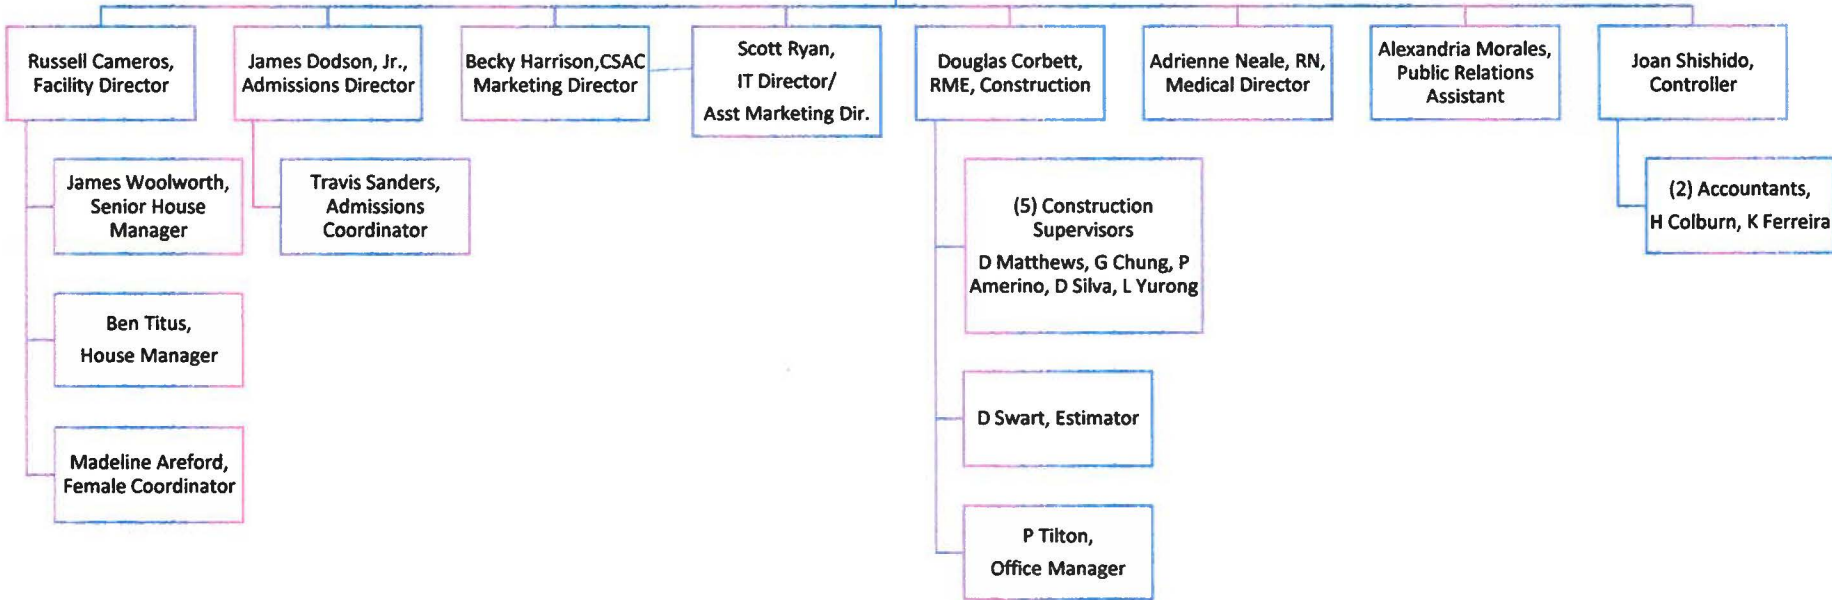 Russell Cameros,
Facility Director
James Dodson, Jr.,
Admissions Director
Becky Harrison,CSAC
Marketing Director
Scott Ryan,
IT Director/
Asst Marketing Dir.
Douglas Corbett,
RME, Construction
Adrienne Neale, RN,
Medical Director
Alexandria Morales,
Public Relations
Assistant
Joan Shishido,
Controller
James Woolworth,
Senior House
Manager
Travis Sanders,
Admissions
Coordinator
(5) Construction
Supervisors
D Matthews, G Chung, P
Amerino, D Silva, L Yurong
(2) Accountants,
H Colburn, K Ferreira
Ben Titus,
House Manager
D Swart, Estimator
Madeline Areford,
Female Coordinator
P Tilton,
Office Manager